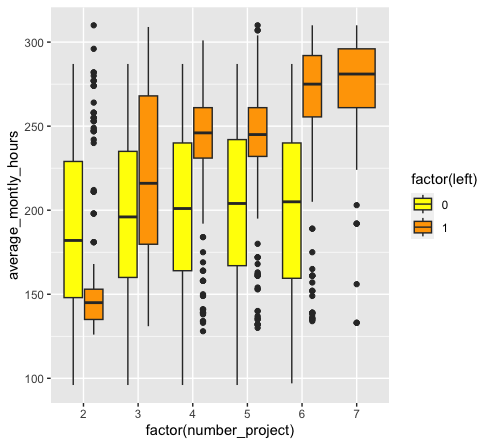 300
250
200
150
100
average_montly_hours
2 3 4 5 6 7
factor(number_project)
factor(left)
0
1